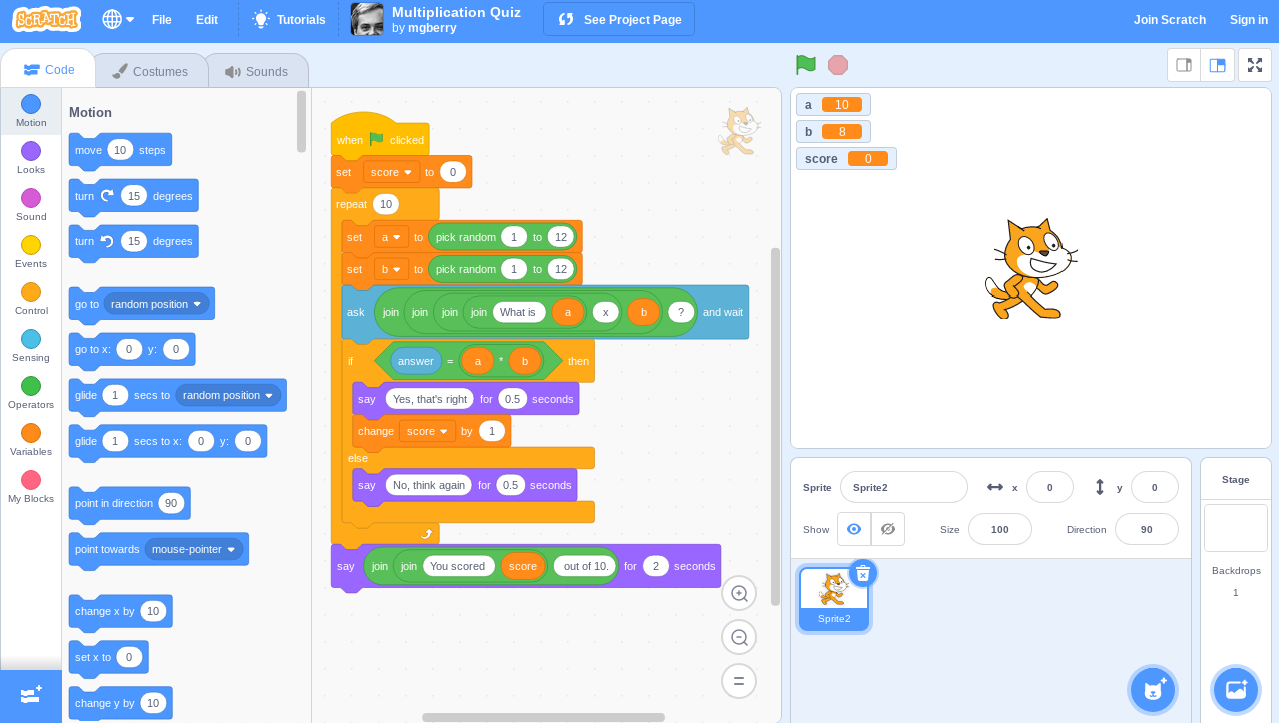 SCRATCH
File
Edit
Tutorials
Multiplication Quiz
by mgberry
See Project Page
Join Scratch
Sign in
Code
Costumes
Sounds
Motion
Looks
Sound
Events
Control
Sensing
Operators
Variables
My Blocks
Motion
move 10 steps
turn 15 degrees
turn 15 degrees
go to random position
go to x: 0 y: 0
glide 1 secs to random position
glide 1 secs to x: 0 y: 0
point in direction 90
point towards mouse-pointer
change x by 10
set x to 0
change y by 10
when clicked
set score to 0
repeat 10
set a to pick random 1 to 12
set b to pick random 1 to 12
ask join join join join What is a x b ? and wait
if answer = a * b then
say Yes, that's right for 0.5 seconds
change score by 1
else
say No, think again for 0.5 seconds
say join join You scored score out of 10. for 2 seconds
a 10
b 8
score 0
Sprite Sprite2 x 0 y 0
Show Size 100 Direction 90
Sprite2
Stage
Backdrops
1